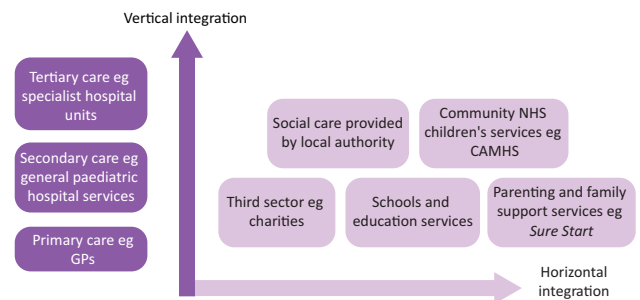 Vertical integration
Tertiary care eg
specialist hospital
units
Secondary care eg
general paediatric
hospital services
Primary care eg
GPs
Social care provided
by local authority
Community NHS
children's services eg
CAMHS
Third sector eg
charities
Schools and
education services
Parenting and family
support services eg
Sure Start
Horizontal
integration